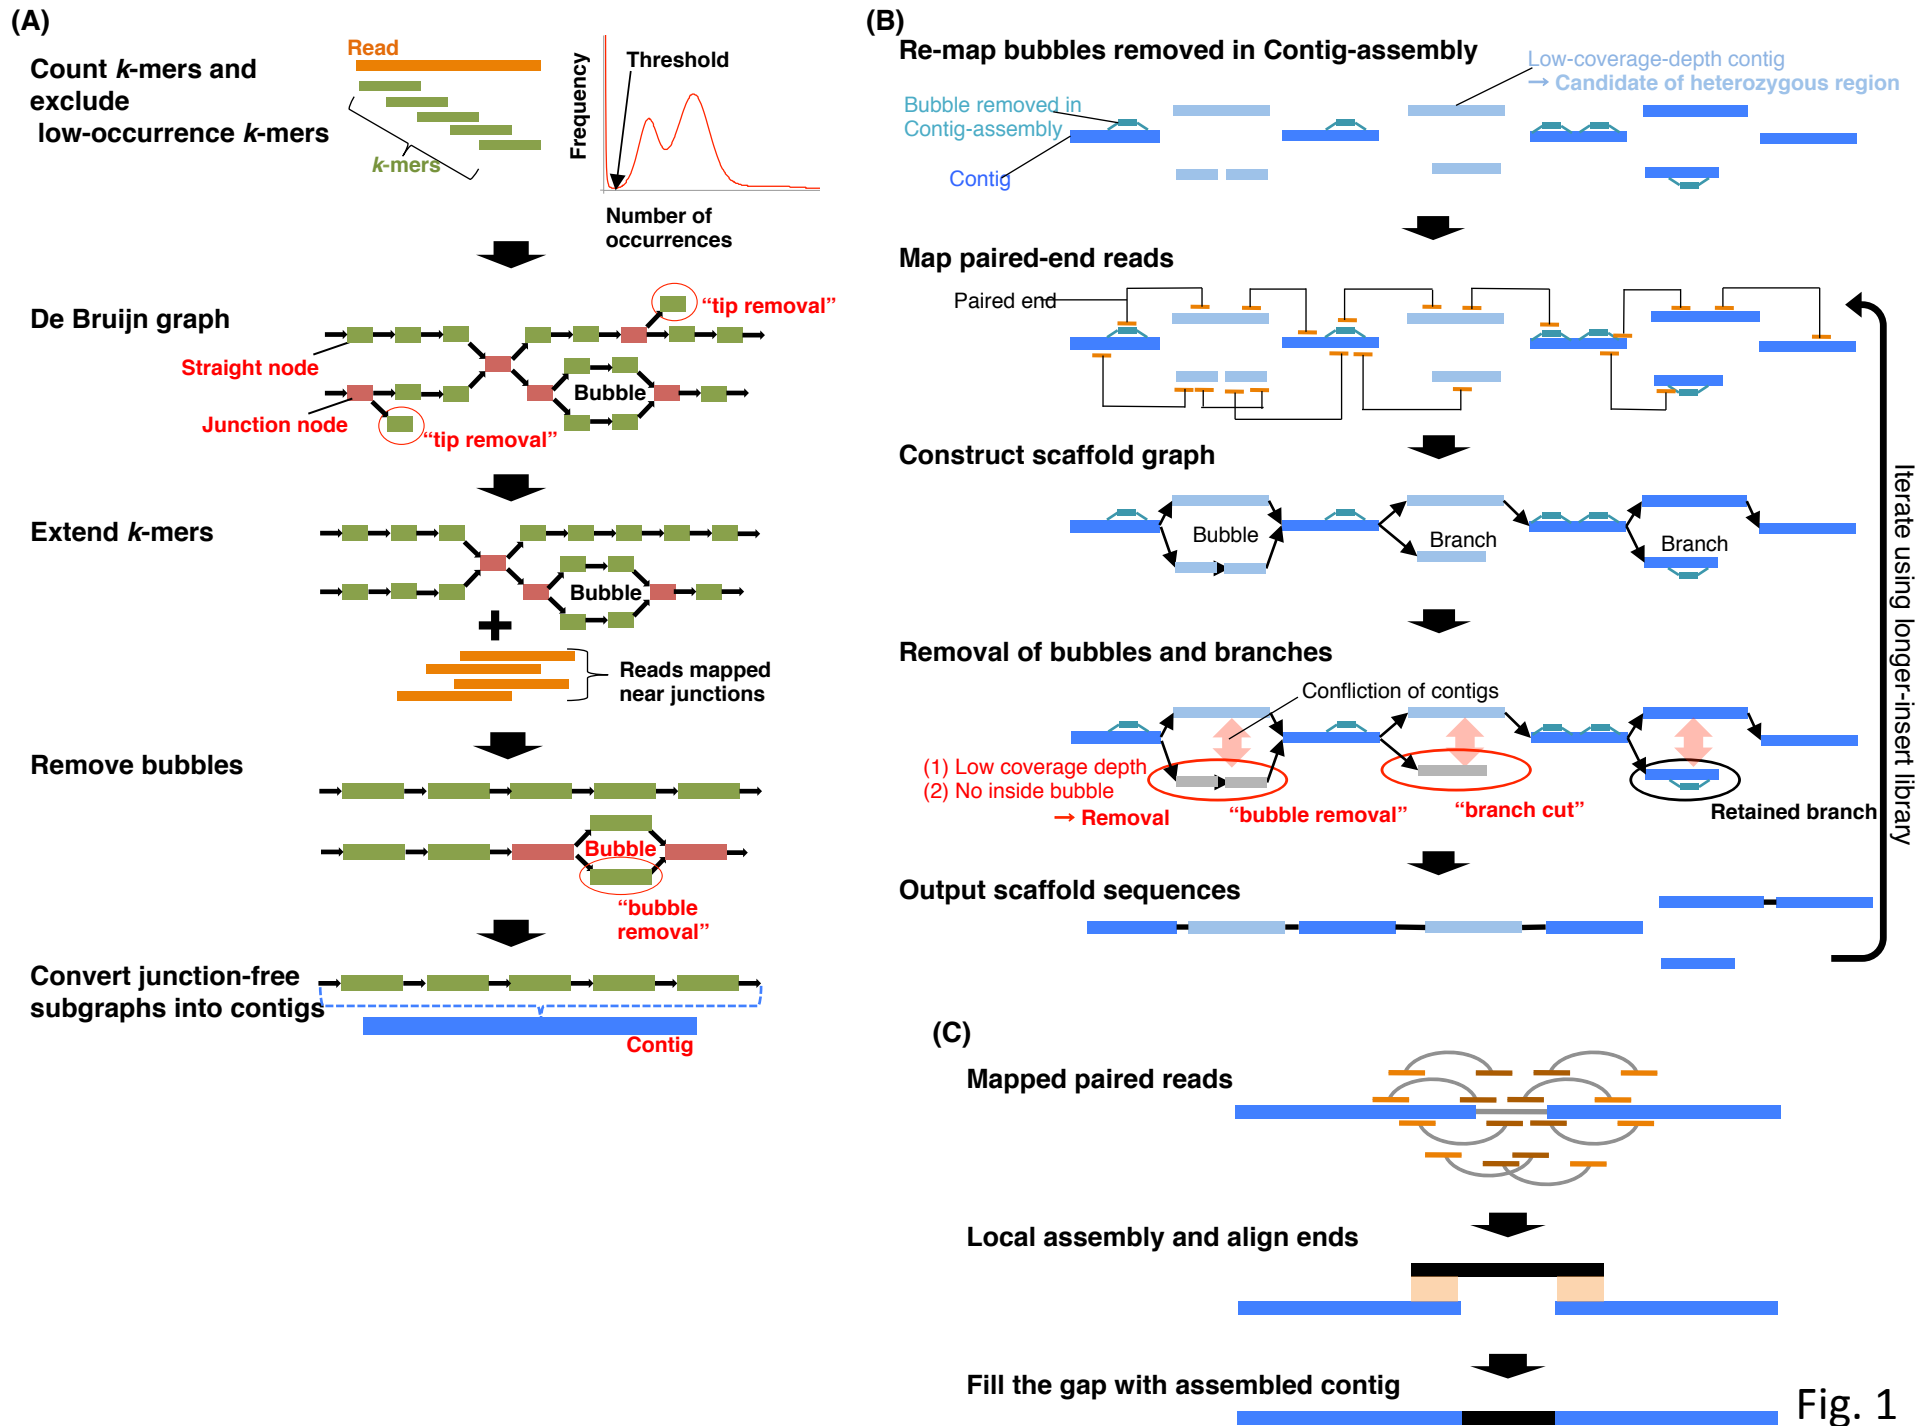 (A)
Count k-mers and
exclude
low-occurrence k-mers
Read
k-mers
Frequency
Threshold
Number of
occurrences
De Bruijn graph
Straight node
Junction node
“tip removal”
“tip removal”
Bubble
Extend k-mers
Bubble
Reads mapped
near junctions
Remove bubbles
Bubble
“bubble
removal”
Convert junction-free
subgraphs into contigs
Contig
(B)
Re-map bubbles removed in Contig-assembly
Low-coverage-depth contig
→ Candidate of heterozygous region
Bubble removed in
Contig-assembly
Contig
Map paired-end reads
Paired end
Construct scaffold graph
Bubble
Branch
Branch
Removal of bubbles and branches
Confliction of contigs
(1) Low coverage depth
(2) No inside bubble
→ Removal
“bubble removal”
“branch cut”
Retained branch
Output scaffold sequences
Iterate using longer-insert library
(C)
Mapped paired reads
Local assembly and align ends
Fill the gap with assembled contig
Fig. 1